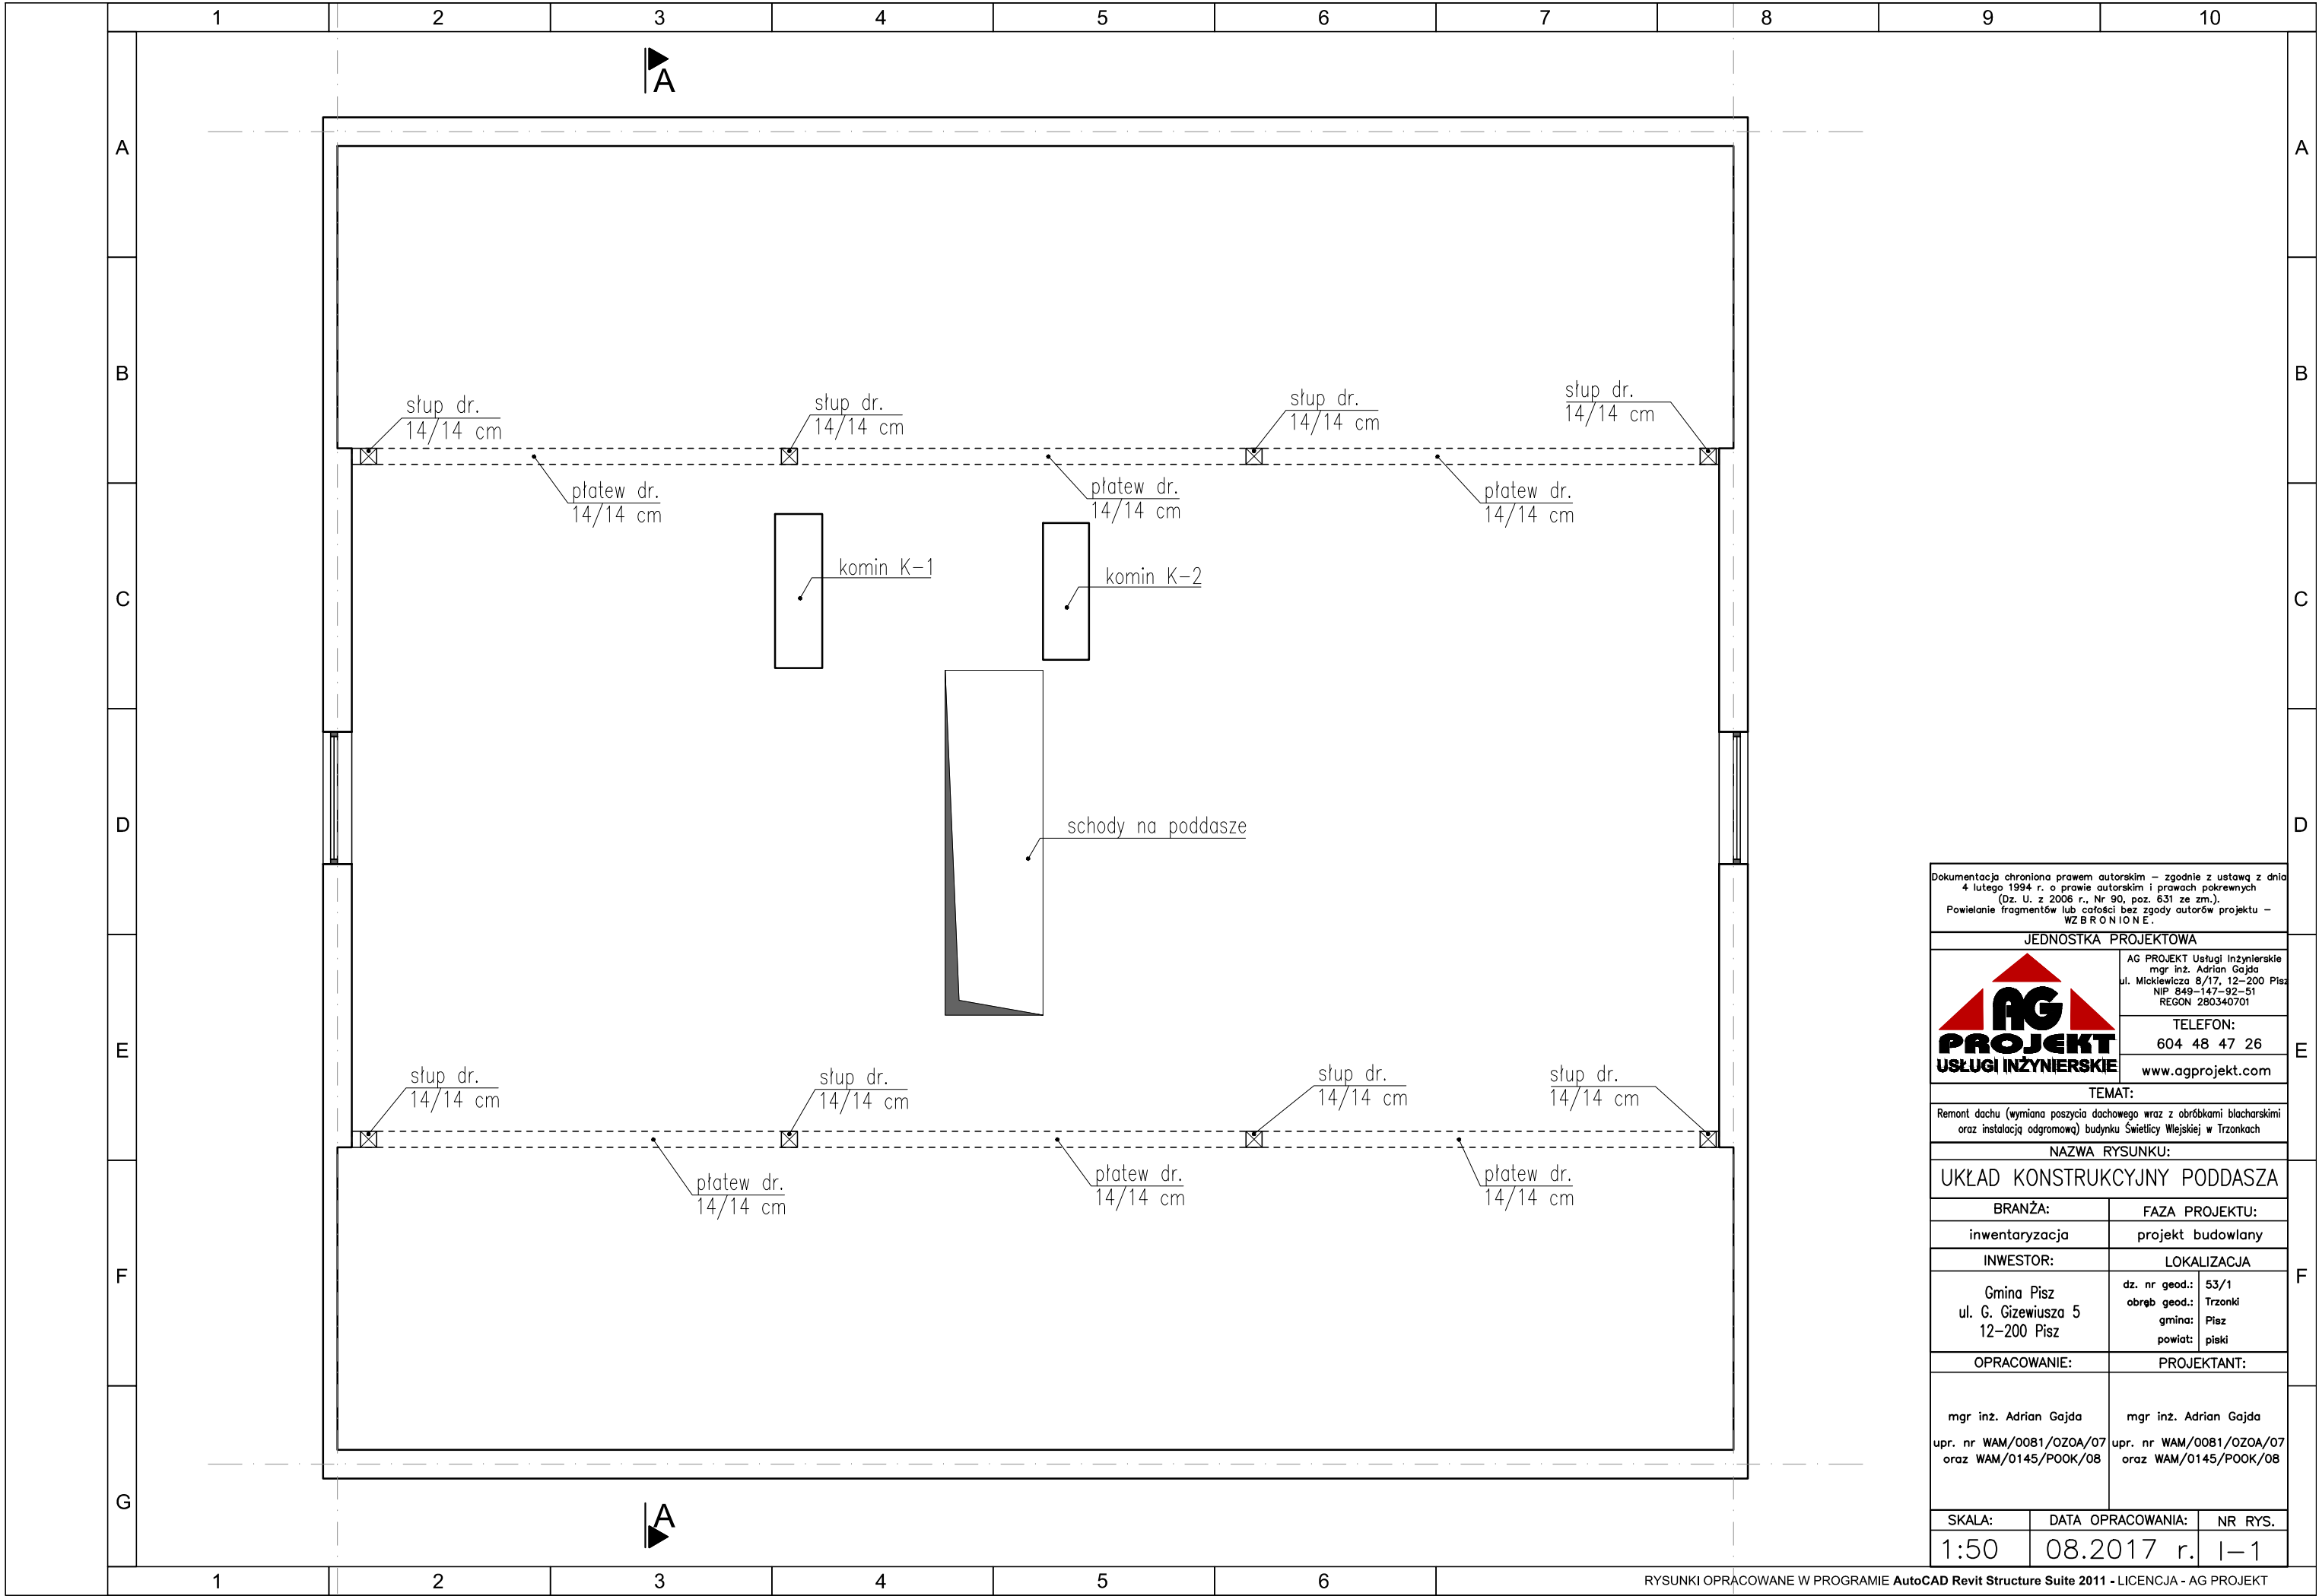 1 2 3 4 5 6 7 8 9 10
A
A A
B B
słup dr.
14/14 cm
słup dr.
14/14 cm
słup dr.
14/14 cm
słup dr.
14/14 cm
płatew dr.
14/14 cm
płatew dr.
14/14 cm
płatew dr.
14/14 cm
komin K-1
komin K-2
C C
schody na poddasze
D D
E E
słup dr.
14/14 cm
słup dr.
14/14 cm
słup dr.
14/14 cm
słup dr.
14/14 cm
płatew dr.
14/14 cm
płatew dr.
14/14 cm
płatew dr.
14/14 cm
F F
G
A
1 2 3 4 5 6
Dokumentacja chroniona prawem autorskim – zgodnie z ustawą z dnia
4 lutego 1994 r. o prawie autorskim i prawach pokrewnych
(Dz. U. z 2006 r., Nr 90, poz. 631 ze zm.).
Powielanie fragmentów lub całości bez zgody autorów projektu –
WZBRONIONE.
JEDNOSTKA PROJEKTOWA
AG
PROJEKT
USŁUGI INŻYNIERSKIE
AG PROJEKT Usługi Inżynierskie
mgr inż. Adrian Gajda
ul. Mickiewicza 8/17, 12-200 Pisz
NIP 849-147-92-51
REGON 280340701
TELEFON:
604 48 47 26
www.agprojekt.com
TEMAT:
Remont dachu (wymiana poszycia dachowego wraz z obróbkami blacharskimi
oraz instalacją odgromową) budynku Świetlicy Wiejskiej w Trzonkach
NAZWA RYSUNKU:
UKŁAD KONSTRUKCYJNY PODDASZA
BRANŻA: FAZA PROJEKTU:
inwentaryzacja projekt budowlany
INWESTOR: LOKALIZACJA
Gmina Pisz
ul. G. Gizewiusza 5
12-200 Pisz
dz. nr geod.: 53/1
obręb geod.: Trzonki
gmina: Pisz
powiat: piski
OPRACOWANIE: PROJEKTANT:
mgr inż. Adrian Gajda mgr inż. Adrian Gajda
upr. nr WAM/0081/OZOA/07 upr. nr WAM/0081/OZOA/07
oraz WAM/0145/POOK/08 oraz WAM/0145/POOK/08
SKALA: DATA OPRACOWANIA: NR RYS.
1:50 08.2017 r. I-1
RYSUNKI OPRACOWANE W PROGRAMIE AutoCAD Revit Structure Suite 2011 - LICENCJA - AG PROJEKT